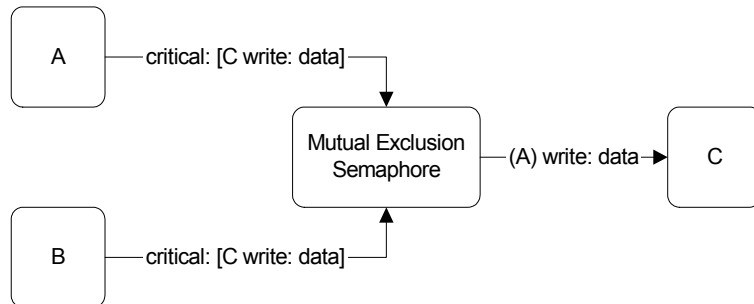 A
critical: [C write: data]
Mutual Exclusion
Semaphore
(A) write: data
C
B
critical: [C write: data]